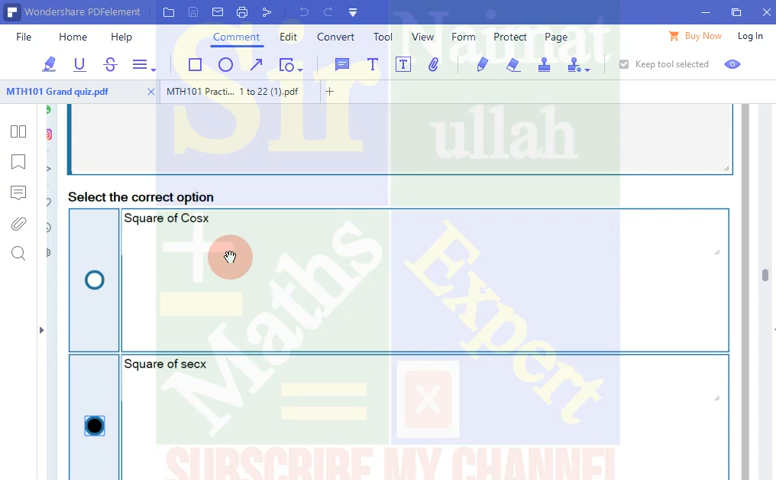 Wondershare PDFelement
File Home Help Comment Edit Convert Tool View Form Protect Page Buy Now Log In
Keep tool selected
MTH101 Grand quiz.pdf MTH101 Practi... 1 to 22 (1).pdf
Sir Naimat
ullah
Select the correct option
Square of Cosx
Maths Expert
Square of secx
SUBSCRIBE MY CHANNEL